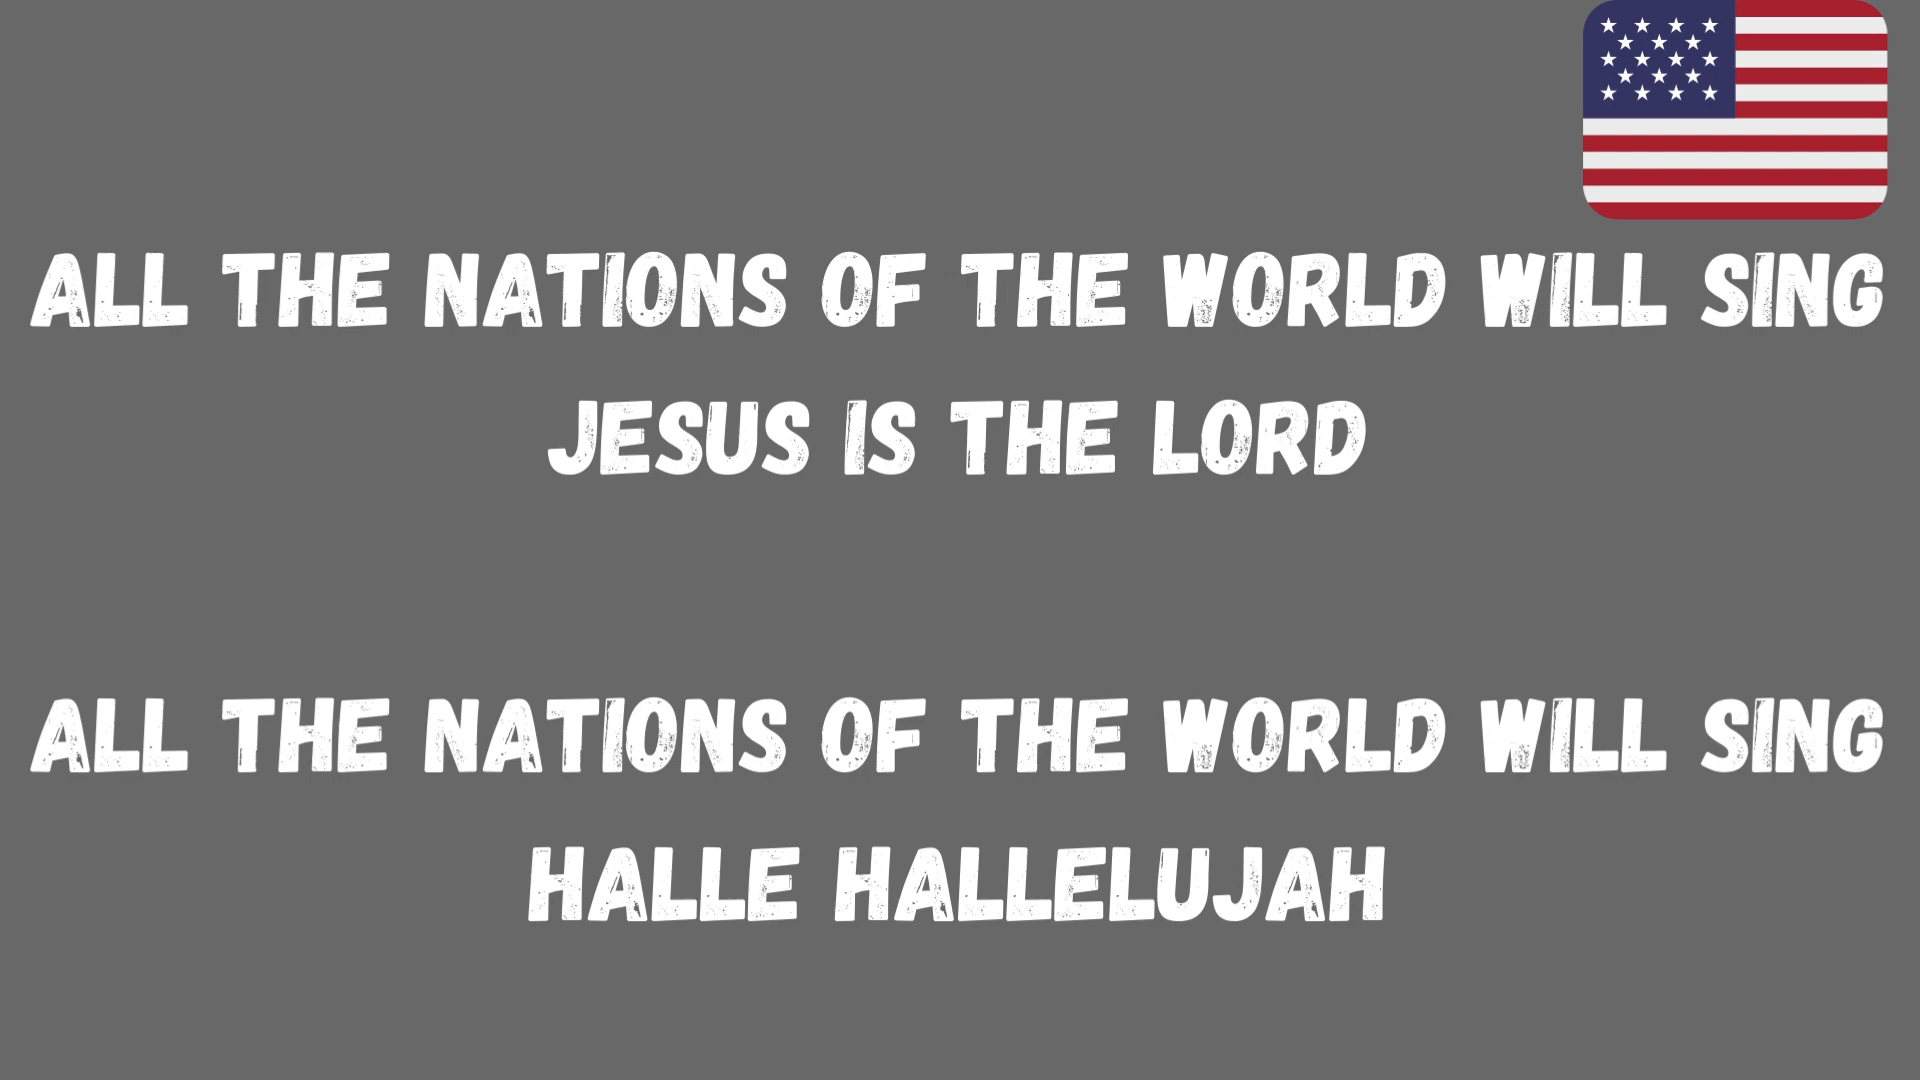 ALL THE NATIONS OF THE WORLD WILL SING
JESUS IS THE LORD
ALL THE NATIONS OF THE WORLD WILL SING
HALLE HALLELUJAH